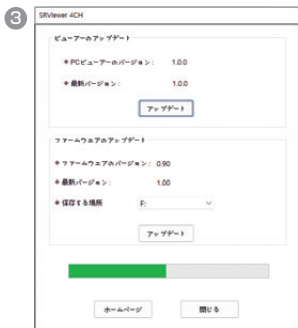 3
SRViewer 4CH
ビューアーのアップデート
◆ PCビューアーのバージョン： 1.0.0
◆ 最新バージョン： 1.0.0
アップデート
ファームウェアのアップデート
◆ ファームウェアのバージョン： 0.90
◆ 最新バージョン： 1.00
◆ 保存する場所 F:
アップデート
ホームページ 閉じる